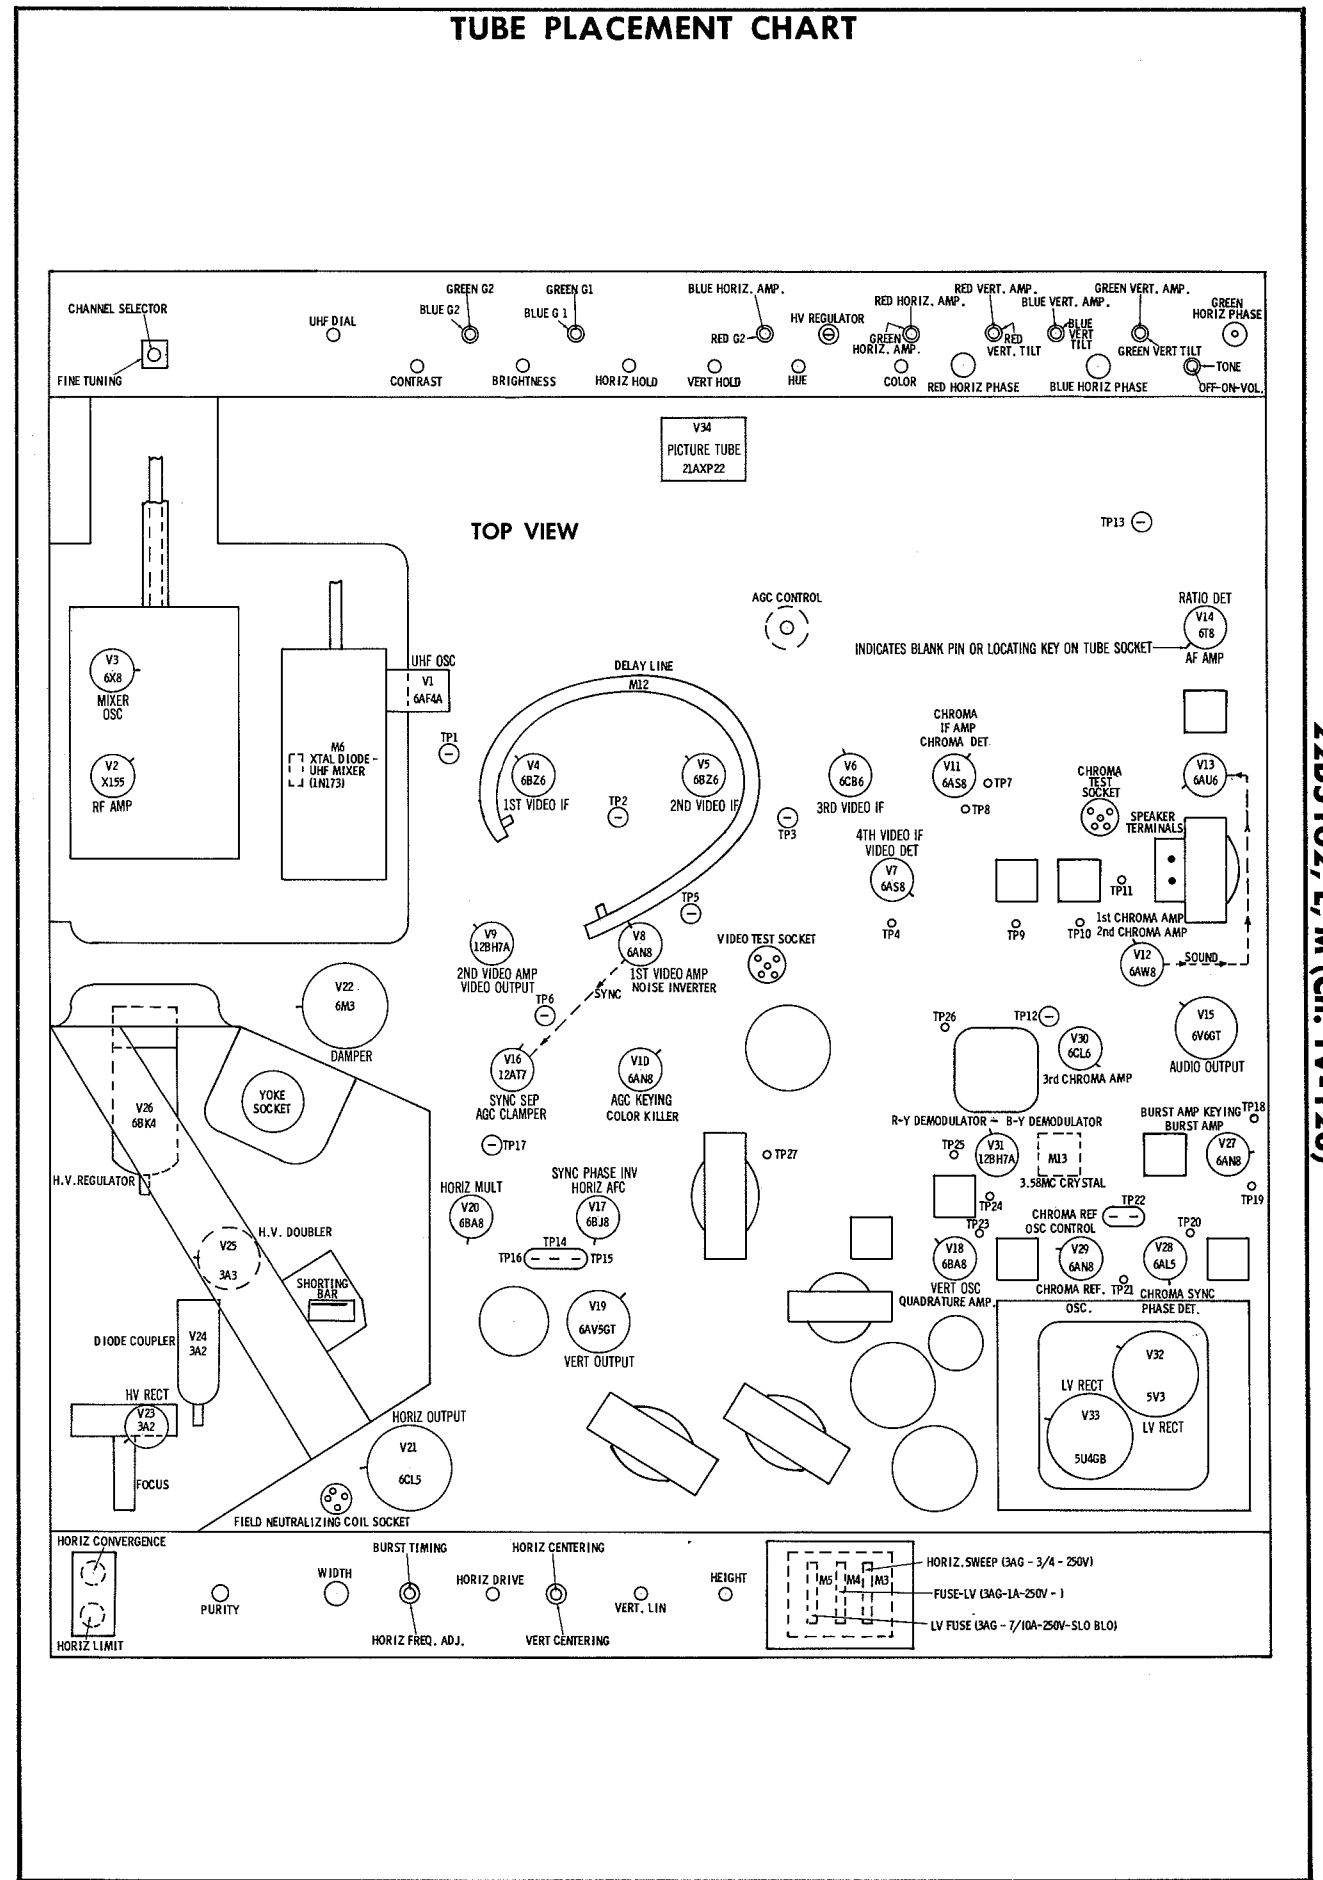 TUBE PLACEMENT CHART
CHANNEL SELECTOR
FINE TUNING
UHF DIAL
GREEN G2
BLUE G2
CONTRAST
GREEN G1
BLUE G 1
BRIGHTNESS
HORIZ HOLD
BLUE HORIZ. AMP.
RED G2
VERT HOLD
HV REGULATOR
HUE
RED HORIZ. AMP.
GREEN
HORIZ. AMP.
COLOR
RED VERT. AMP.
RED
VERT. TILT
RED HORIZ PHASE
BLUE VERT. AMP.
BLUE
VERT
TILT
BLUE HORIZ PHASE
GREEN VERT. AMP.
GREEN VERT TILT
GREEN
HORIZ PHASE
TONE
OFF-ON-VOL.
V34
PICTURE TUBE
21AXP22
TOP VIEW
TP13
AGC CONTROL
RATIO DET
V14
6T8
AF AMP
INDICATES BLANK PIN OR LOCATING KEY ON TUBE SOCKET
V3
6X8
MIXER
OSC
V2
X155
RF AMP
UHF OSC
V1
6AF4A
M6
XTAL DIODE -
UHF MIXER
(1N173)
TP1
DELAY LINE
M12
V4
6BZ6
1ST VIDEO IF
TP2
V5
6BZ6
2ND VIDEO IF
TP3
V6
6CB6
3RD VIDEO IF
CHROMA
IF AMP
CHROMA DET.
V11
6AS8
TP7
TP8
CHROMA
TEST
SOCKET
V13
6AU6
SPEAKER
TERMINALS
4TH VIDEO IF
VIDEO DET
V7
6AS8
TP4
TP5
TP9
TP10
TP11
1st CHROMA AMP
2nd CHROMA AMP
V12
6AW8
SOUND
V9
12BH7A
2ND VIDEO AMP
VIDEO OUTPUT
V8
6AN8
1ST VIDEO AMP
NOISE INVERTER
SYNC
VIDEO TEST SOCKET
TP6
V22
6M3
DAMPER
V16
12AT7
SYNC SEP
AGC CLAMPER
V10
6AN8
AGC KEYING
COLOR KILLER
TP26
TP12
V30
6CL6
3rd CHROMA AMP
V15
6V6GT
AUDIO OUTPUT
YOKE
SOCKET
V26
6BK4
H.V.REGULATOR
TP17
R-Y DEMODULATOR - B-Y DEMODULATOR
V31
12BH7A
TP25
M13
3.58MC CRYSTAL
BURST AMP KEYING
BURST AMP
TP18
V27
6AN8
TP19
TP27
TP24
TP23
HORIZ MULT
V20
6BA8
SYNC PHASE INV
HORIZ AFC
V17
6BJ8
TP14
TP16
TP15
V18
6BA8
VERT OSC
QUADRATURE AMP.
CHROMA REF
OSC CONTROL
TP22
V29
6AN8
CHROMA REF.
OSC.
TP21
TP20
V28
6AL5
CHROMA SYNC
PHASE DET.
H.V. DOUBLER
V25
3A3
SHORTING
BAR
V19
6AV5GT
VERT OUTPUT
DIODE COUPLER
V24
3A2
HV RECT
V23
3A2
FOCUS
HORIZ OUTPUT
V21
6CL5
FIELD NEUTRALIZING COIL SOCKET
V32
5V3
LV RECT
LV RECT
V33
5U4GB
HORIZ CONVERGENCE
HORIZ LIMIT
PURITY
WIDTH
BURST TIMING
HORIZ FREQ. ADJ.
HORIZ DRIVE
HORIZ CENTERING
VERT CENTERING
VERT. LIN
HEIGHT
M5
M4
M3
HORIZ.SWEEP (3AG - 3/4 - 250V)
FUSE-LV (3AG-1A-250V - )
LV FUSE (3AG - 7/10A-250V-SLO BLO)